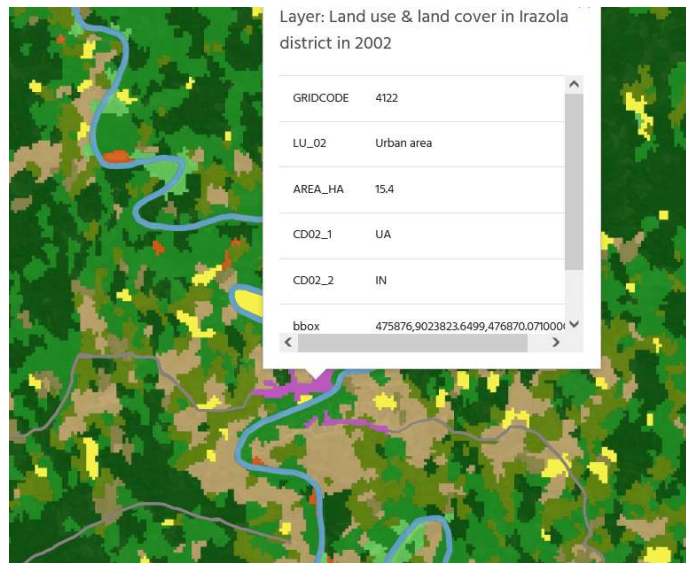 Layer: Land use & land cover in Irazola
district in 2002
GRIDCODE 4122
LU_02 Urban area
AREA_HA 15.4
CD02_1 UA
CD02_2 IN
bbox 475876,9023823.6499,476870.0710000